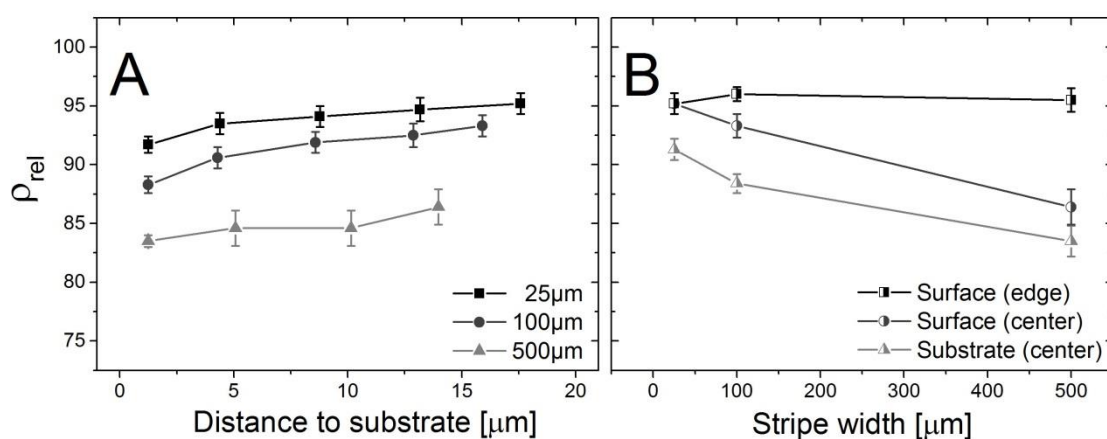 A
B
100
95
90
85
80
75
ρrel
0
5
10
15
20
Distance to substrate [μm]
25μm
100μm
500μm
0
100
200
300
400
500
Stripe width [μm]
Surface (edge)
Surface (center)
Substrate (center)